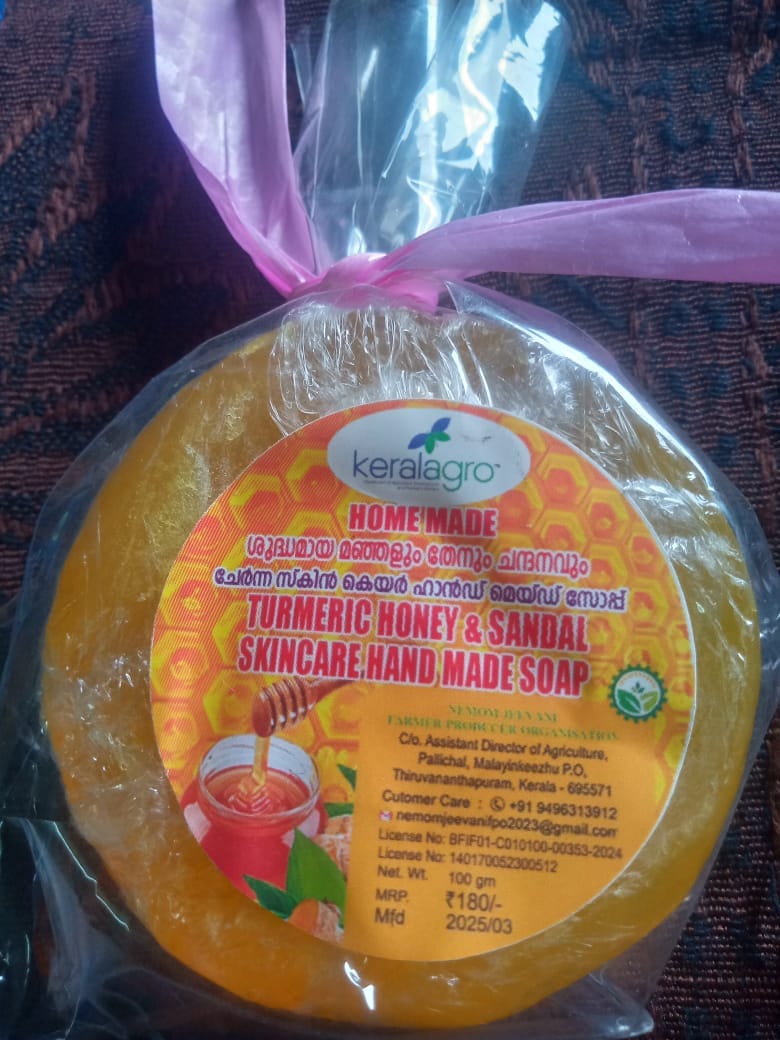 keralagro
HOME MADE
ശുദ്ധമായ മഞ്ഞളും തേനും ചന്ദനവും
ചേർന്ന സ്കിൻ കെയർ ഹാൻഡ് മെയ്ഡ് സോപ്പ്
TURMERIC HONEY & SANDAL
SKINCARE HAND MADE SOAP
NEMOM JEEVANI
FARMER PRODUCER ORGANISATION
C/o. Assistant Director of Agriculture,
Pallichal, Malayinkeezhu P.O,
Thiruvananthapuram, Kerala - 695571
Cutomer Care : +91 9496313912
nemomjeevanifpo2023@gmail.com
License No: BFIF01-C010100-00353-2024
License No: 140170052300512
Net. Wt. 100 gm
MRP. ₹180/-
Mfd 2025/03